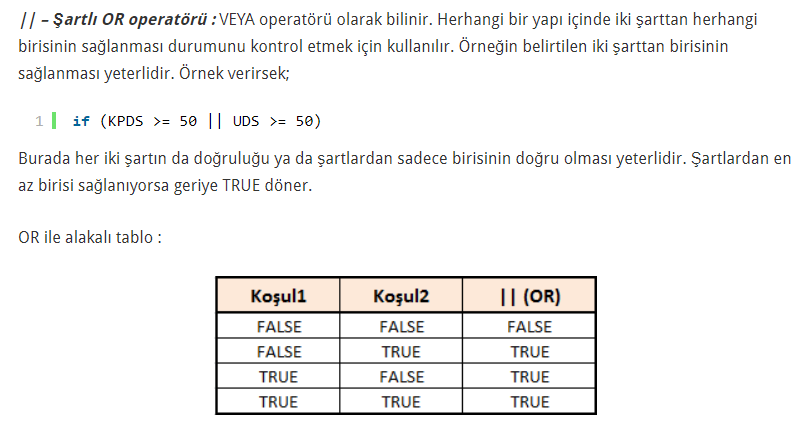 || – Şartlı OR operatörü : VEYA operatörü olarak bilinir. Herhangi bir yapı içinde iki şarttan herhangi
birisinin sağlanması durumunu kontrol etmek için kullanılır. Örneğin belirtilen iki şarttan birisinin
sağlanması yeterlidir. Örnek verirsek;
1 if (KPDS >= 50 || UDS >= 50)
Burada her iki şartın da doğruluğu ya da şartlardan sadece birisinin doğru olması yeterlidir. Şartlardan en
az birisi sağlanıyorsa geriye TRUE döner.
OR ile alakalı tablo :
Koşul1 Koşul2 || (OR)
FALSE FALSE FALSE
FALSE TRUE TRUE
TRUE FALSE TRUE
TRUE TRUE TRUE